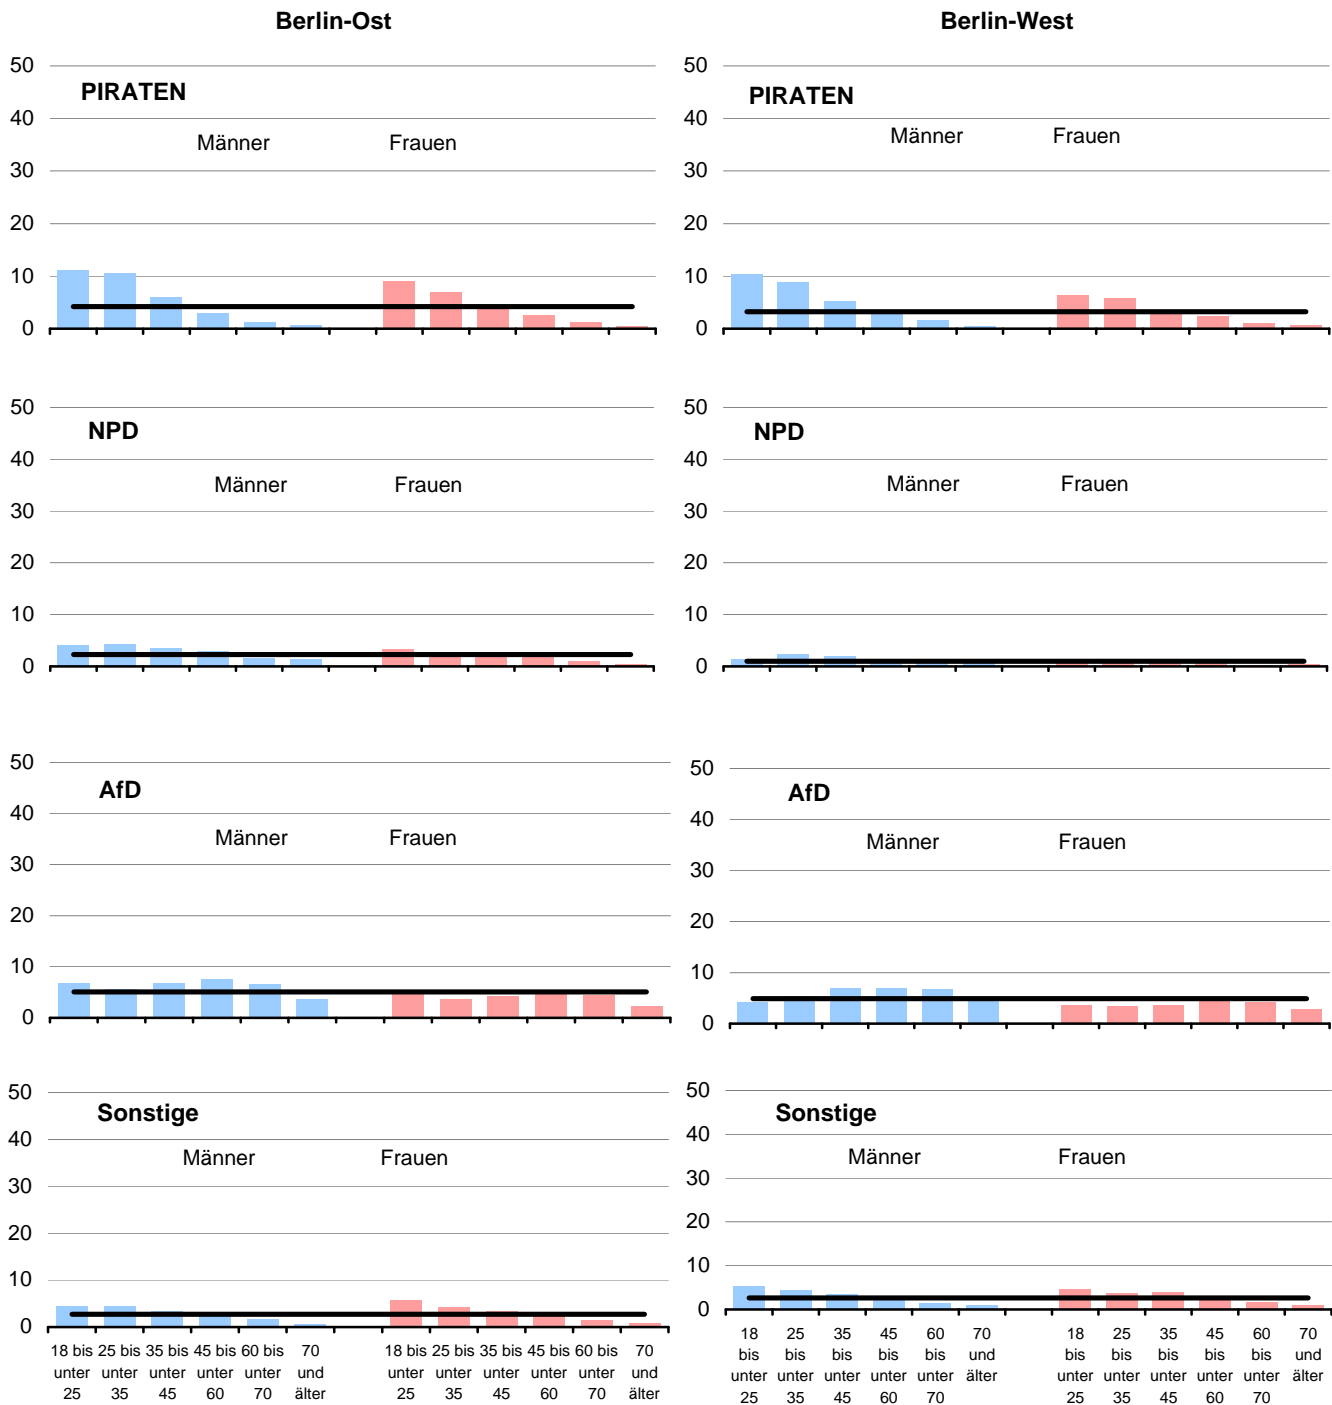 Berlin-Ost
Berlin-West
50
PIRATEN
40
Männer Frauen
30
20
10
0
50
PIRATEN
40
Männer Frauen
30
20
10
0
50
NPD
40
Männer Frauen
30
20
10
0
50
NPD
40
Männer Frauen
30
20
10
0
50
AfD
40
Männer Frauen
30
20
10
0
50
AfD
40
Männer Frauen
30
20
10
0
50
Sonstige
40
Männer Frauen
30
20
10
0
18 bis 25 bis 35 bis 45 bis 60 bis 70 18 bis 25 bis 35 bis 45 bis 60 bis 70
unter unter unter unter unter und unter unter unter unter unter und
25 35 45 60 70 älter 25 35 45 60 70 älter
50
Sonstige
40
Männer Frauen
30
20
10
0
18 25 35 45 60 70 18 25 35 45 60 70
bis bis bis bis bis und bis bis bis bis bis und
unter unter unter unter unter älter unter unter unter unter unter älter
25 35 45 60 70 25 35 45 60 70